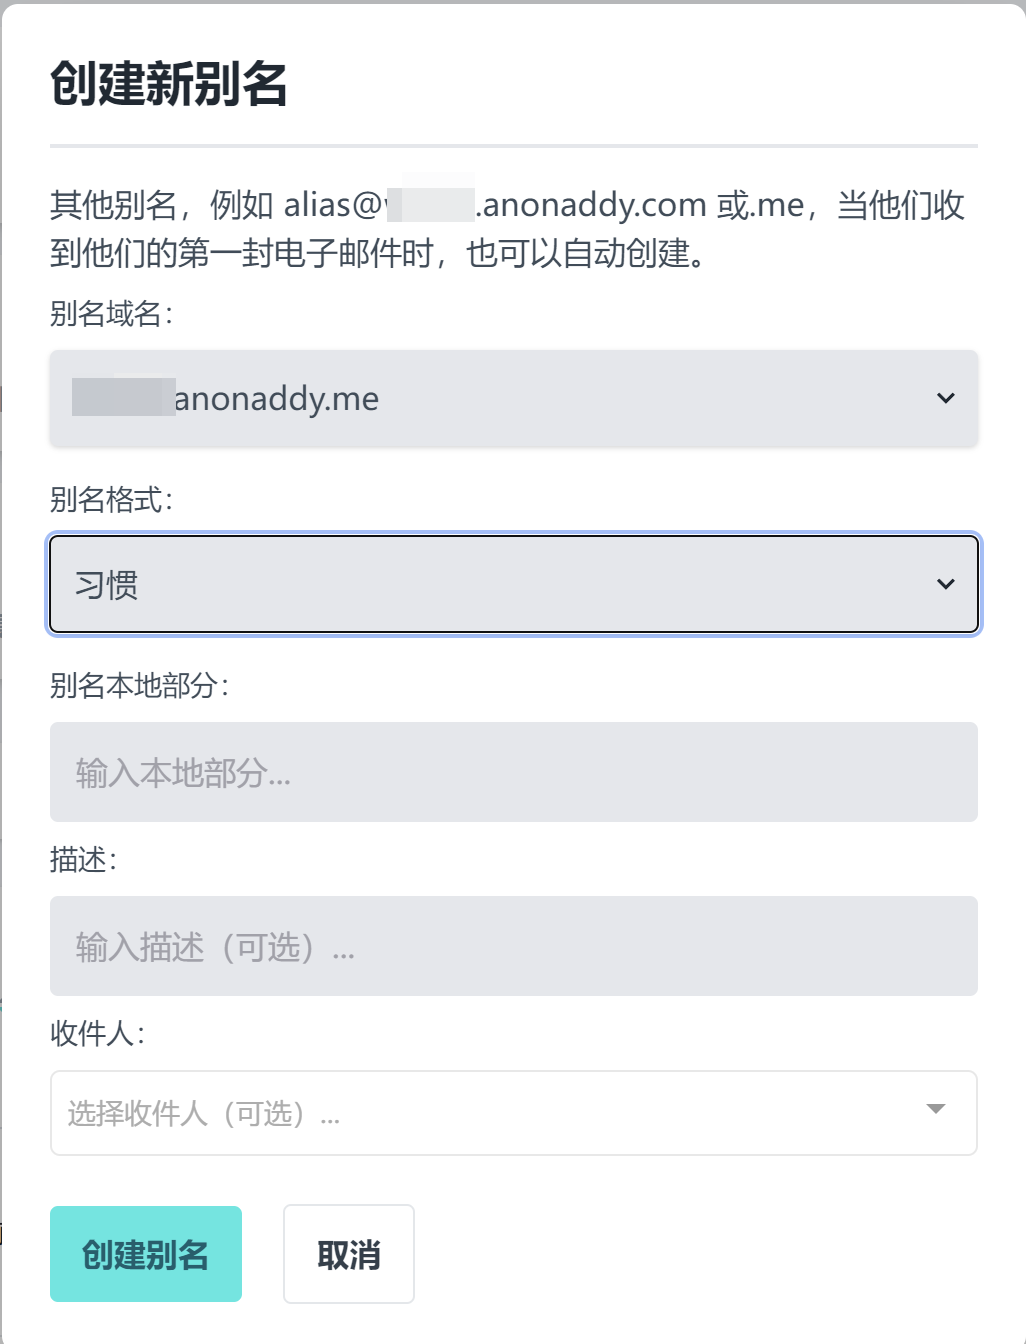 创建新别名
其他别名，例如 alias@.anonaddy.com 或.me，当他们收
到他们的第一封电子邮件时，也可以自动创建。
别名域名：
anonaddy.me
别名格式：
习惯
别名本地部分：
输入本地部分...
描述：
输入描述（可选）...
收件人：
选择收件人（可选）...
创建别名
取消